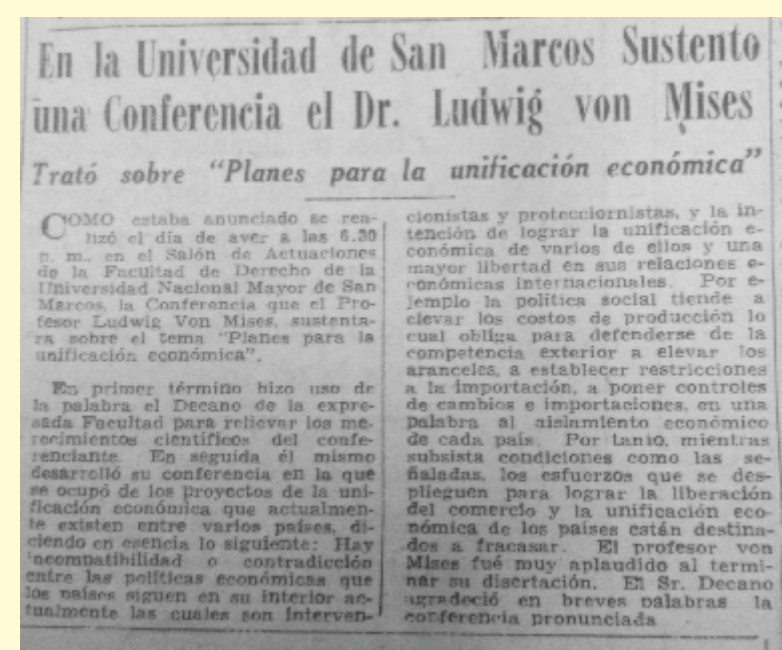 En la Universidad de San Marcos Sustento
una Conferencia el Dr. Ludwig von Mises
Trató sobre "Planes para la unificación económica"
COMO estaba anunciado se rea-
lizó el día de ayer a las 6.30
p. m., en el Salón de Actuaciones
de la Facultad de Derecho de la
Universidad Nacional Mayor de San
Marcos, la Conferencia que el Pro-
fesor Ludwig Von Mises, sustenta-
ra sobre el tema "Planes para la
unificación económica".
En primer término hizo uso de
la palabra el Decano de la expre-
sada Facultad para relievar los me-
recimientos científicos del confe-
renciante. En seguida él mismo
desarrolló su conferencia en la que
se ocupó de los proyectos de la uni-
ficación económica que actualmen-
te existen entre varios países, di-
ciendo en esencia lo siguiente: Hay
incompatibilidad o contradicción
entre las políticas económicas que
los países siguen en su interior ac-
tualmente las cuales son interven-
cionistas y proteccionistas, y la in-
tención de lograr la unificación e-
conómica de varios de ellos y una
mayor libertad en sus relaciones e-
conómicas internacionales. Por e-
jemplo la política social tiende a
elevar los costos de producción lo
cual obliga para defenderse de la
competencia exterior a elevar los
aranceles, a establecer restricciones
a la importación, a poner controles
de cambios e importaciones, en una
palabra al aislamiento económico
de cada país. Por tanto, mientras
subsista condiciones como las se-
ñaladas, los esfuerzos que se des-
plieguen para lograr la liberación
del comercio y la unificación eco-
nómica de los países están destina-
dos a fracasar. El profesor von
Mises fué muy aplaudido al termi-
nar su disertación. El Sr. Decano
agradeció en breves palabras la
conferencia pronunciada